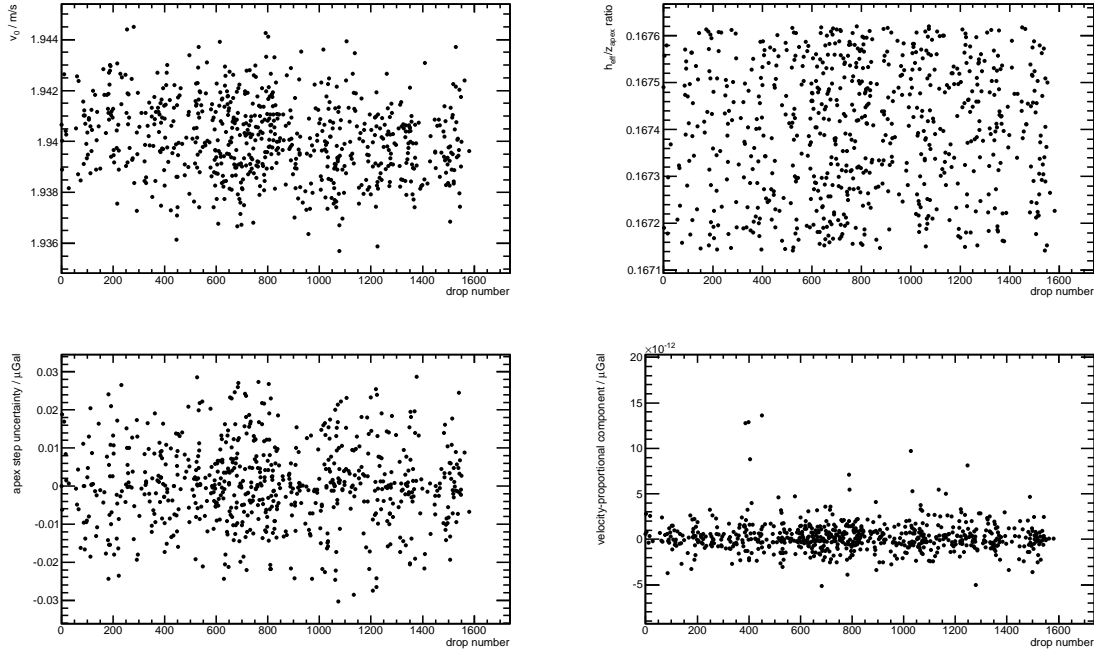 v0 / m/s
1.944
1.942
1.94
1.938
1.936
0 200 400 600 800 1000 1200 1400 1600
drop number
heff/zapex ratio
0.1676
0.1675
0.1674
0.1673
0.1672
0.1671
0 200 400 600 800 1000 1200 1400 1600
drop number
apex step uncertainty / μGal
0.03
0.02
0.01
0
-0.01
-0.02
-0.03
0 200 400 600 800 1000 1200 1400 1600
drop number
velocity-proportional component / μGal
×10-12
20
15
10
5
0
-5
0 200 400 600 800 1000 1200 1400 1600
drop number